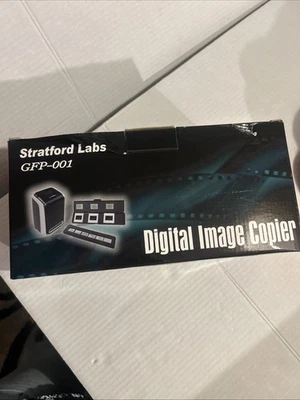 Stratford Labs
GFP-001
Digital Image Copier